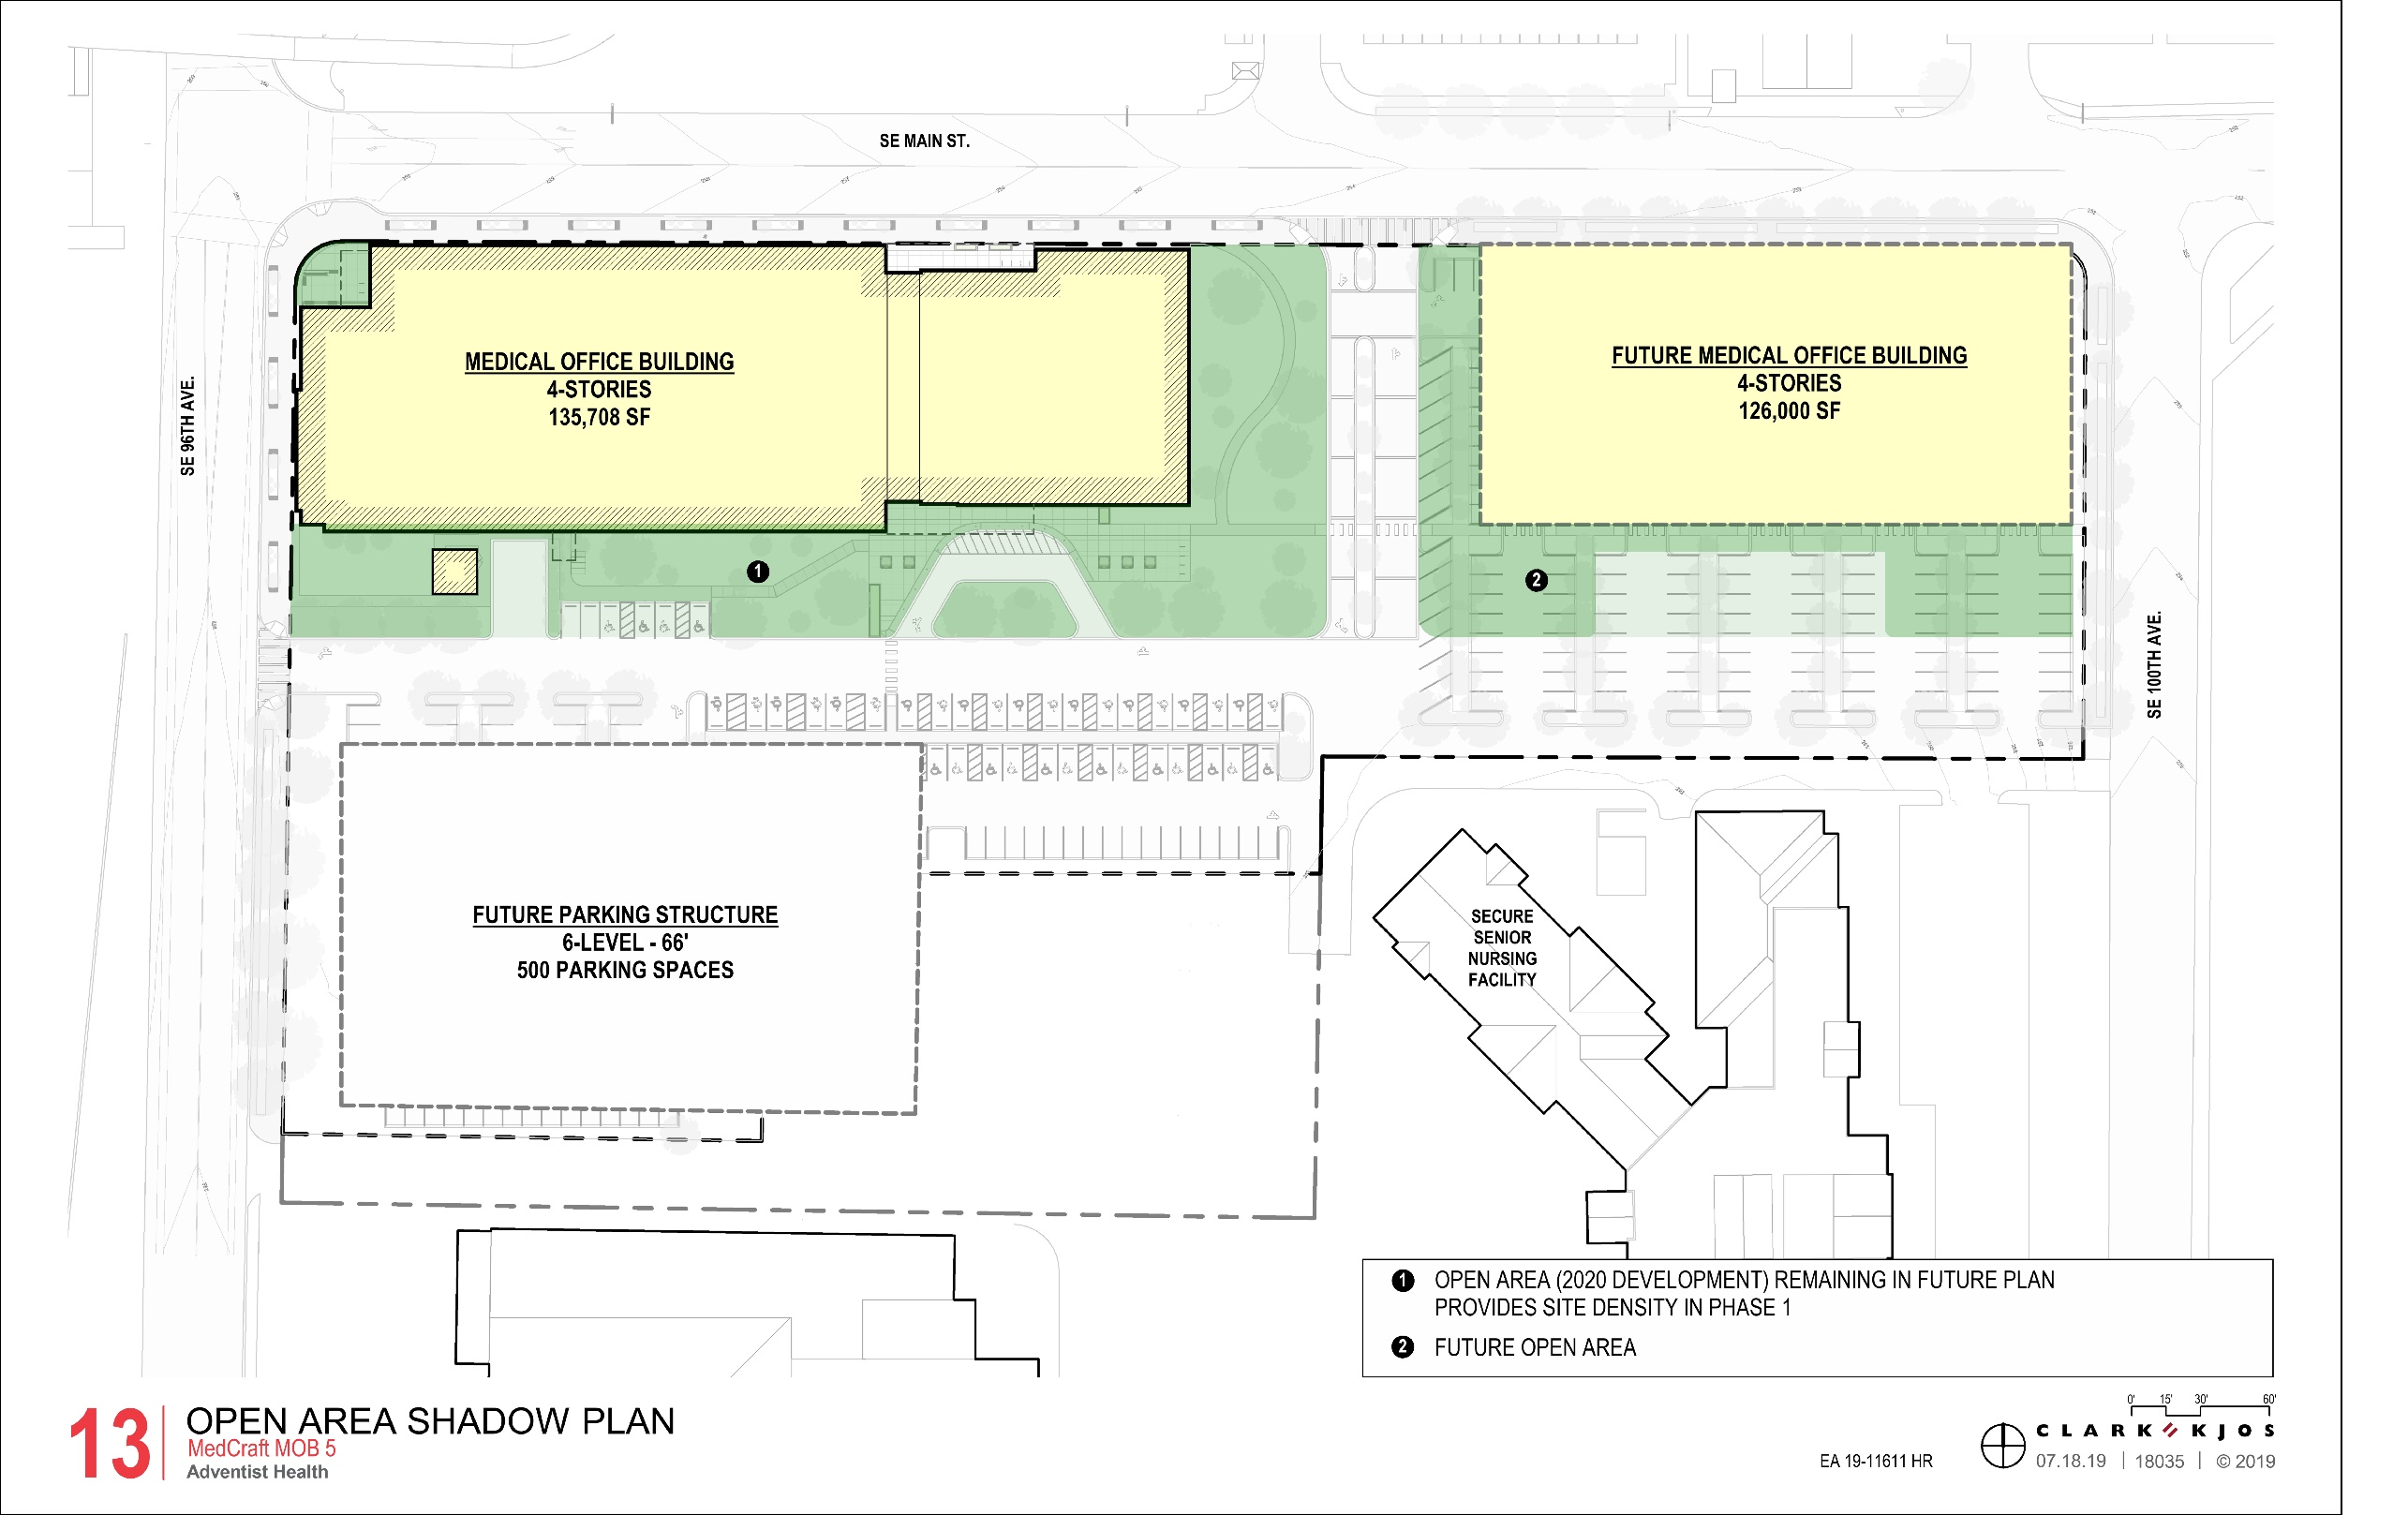 SE MAIN ST.
SE 96TH AVE.
MEDICAL OFFICE BUILDING
4-STORIES
135,708 SF
FUTURE MEDICAL OFFICE BUILDING
4-STORIES
126,000 SF
1
2
SE 100TH AVE.
FUTURE PARKING STRUCTURE
6-LEVEL - 66'
500 PARKING SPACES
SECURE
SENIOR
NURSING
FACILITY
1 OPEN AREA (2020 DEVELOPMENT) REMAINING IN FUTURE PLAN
PROVIDES SITE DENSITY IN PHASE 1
2 FUTURE OPEN AREA
0' 15' 30' 60'
13 OPEN AREA SHADOW PLAN
MedCraft MOB 5
Adventist Health
EA 19-11611 HR
CLARK KJOS
07.18.19 | 18035 | © 2019